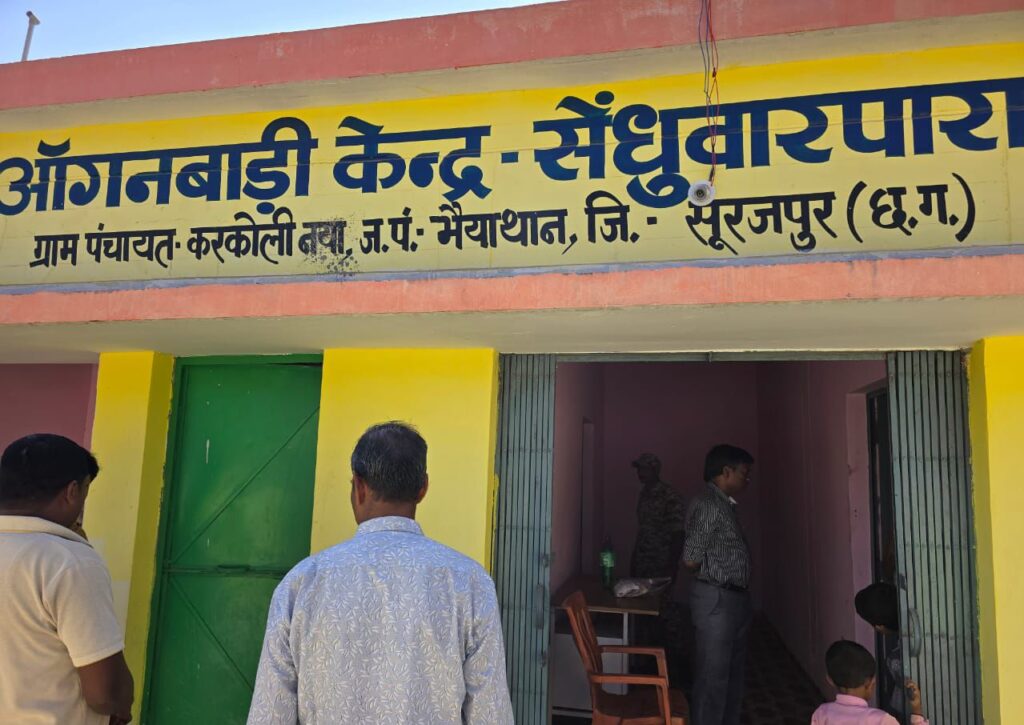 आँगनबाड़ी केन्द्र - सेंधुवारपारा
ग्राम पंचायत- करकोली नवा, ज.पं.- भैयाथान, जि.- सूरजपुर (छ.ग.)